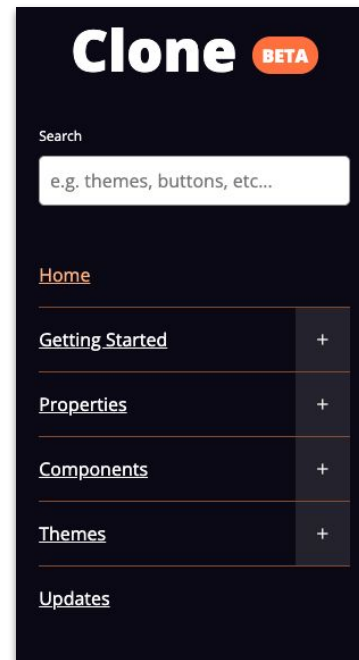 Clone BETA
Search
e.g. themes, buttons, etc...
Home
Getting Started +
Properties +
Components +
Themes +
Updates